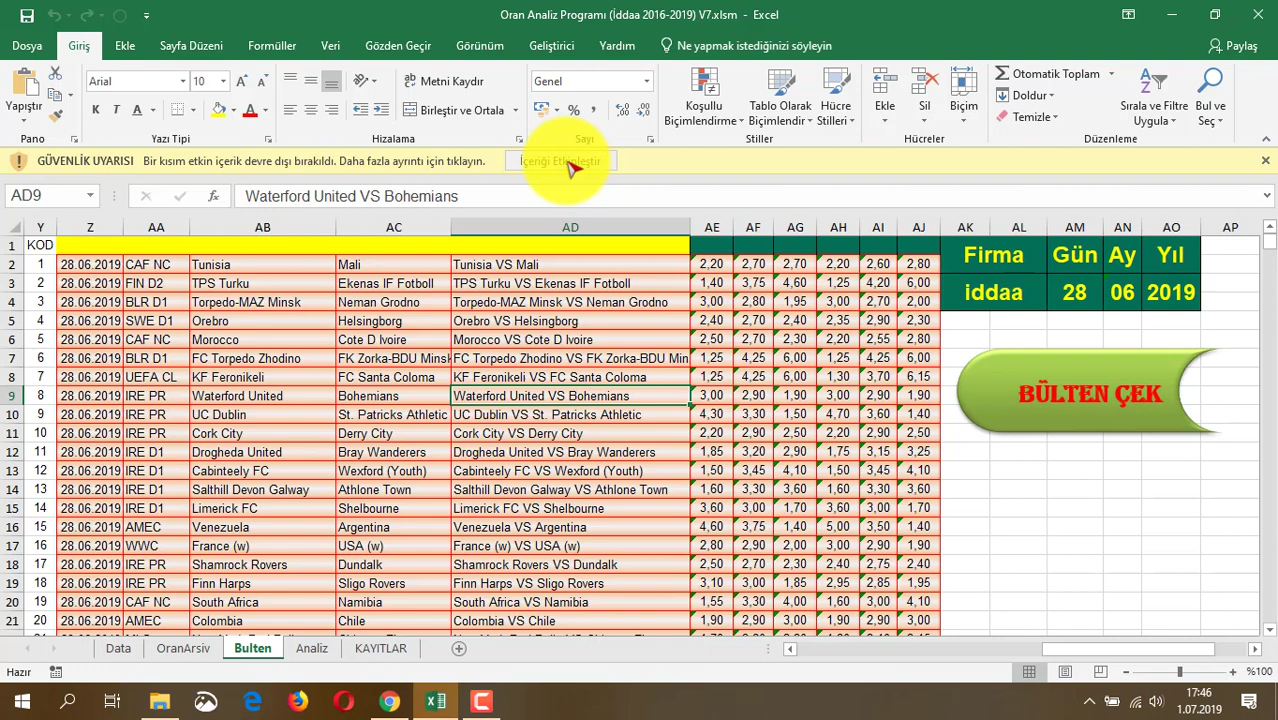 Oran Analiz Programı (İddaa 2016-2019) V7.xlsm - Excel
Dosya Giriş Ekle Sayfa Düzeni Formüller Veri Gözden Geçir Görünüm Geliştirici Yardım Ne yapmak istediğinizi söyleyin Paylaş
Yapıştır Arial 10 Metni Kaydır Genel Koşullu Biçimlendirme Tablo Olarak Biçimlendir Hücre Stilleri Ekle Sil Biçim Otomatik Toplam Sırala ve Filtre Uygula Bul ve Seç
K T A Birleştir ve Ortala % Doldur
Temizle
Pano Yazı Tipi Hizalama Sayı Stiller Hücreler Düzenleme
GÜVENLİK UYARISI Bir kısım etkin içerik devre dışı bırakıldı. Daha fazla ayrıntı için tıklayın. İçeriği Etkinleştir
AD9 fx Waterford United VS Bohemians
Y Z AA AB AC AD AE AF AG AH AI AJ AK AL AM AN AO AP
1 KOD Firma Gün Ay Yıl
2 1 28.06.2019 CAF NC Tunisia Mali Tunisia VS Mali 2,20 2,70 2,70 2,20 2,60 2,80
3 2 28.06.2019 FIN D2 TPS Turku Ekenas IF Fotboll TPS Turku VS Ekenas IF Fotboll 1,40 3,75 4,60 1,25 4,20 6,00 iddaa 28 06 2019
4 3 28.06.2019 BLR D1 Torpedo-MAZ Minsk Neman Grodno Torpedo-MAZ Minsk VS Neman Grodno 3,00 2,80 1,95 3,00 2,70 2,00
5 4 28.06.2019 SWE D1 Orebro Helsingborg Orebro VS Helsingborg 2,40 2,70 2,40 2,35 2,90 2,30
6 5 28.06.2019 CAF NC Morocco Cote D Ivoire Morocco VS Cote D Ivoire 2,30 2,70 2,50 2,20 2,55 2,80
7 6 28.06.2019 BLR D1 FC Torpedo Zhodino FK Zorka-BDU Minsk FC Torpedo Zhodino VS FK Zorka-BDU Min 1,25 4,25 6,00 1,25 4,25 6,00
8 7 28.06.2019 UEFA CL KF Feronikeli FC Santa Coloma KF Feronikeli VS FC Santa Coloma 1,25 4,25 6,00 1,30 3,70 6,15
9 8 28.06.2019 IRE PR Waterford United Bohemians Waterford United VS Bohemians 3,00 2,90 1,90 2,90 2,90 1,90
BÜLTEN ÇEK
10 9 28.06.2019 IRE PR UC Dublin St. Patricks Athletic UC Dublin VS St. Patricks Athletic 4,30 3,30 1,50 4,70 3,60 1,40
11 10 28.06.2019 IRE PR Cork City Derry City Cork City VS Derry City 2,20 2,90 2,50 2,20 2,90 2,50
12 11 28.06.2019 IRE D1 Drogheda United Bray Wanderers Drogheda United VS Bray Wanderers 1,85 3,20 2,90 1,75 3,15 3,25
13 12 28.06.2019 IRE D1 Cabinteely FC Wexford (Youth) Cabinteely FC VS Wexford (Youth) 1,50 3,45 4,10 1,50 3,45 4,10
14 13 28.06.2019 IRE D1 Salthill Devon Galway Athlone Town Salthill Devon Galway VS Athlone Town 1,60 3,30 3,60 1,60 3,30 3,60
15 14 28.06.2019 IRE D1 Limerick FC Shelbourne Limerick FC VS Shelbourne 3,60 3,00 1,70 3,60 3,00 1,70
16 15 28.06.2019 AMEC Venezuela Argentina Venezuela VS Argentina 4,60 3,75 1,40 5,00 3,50 1,40
17 16 28.06.2019 WWC France (w) USA (w) France (w) VS USA (w) 2,80 2,90 2,00 3,00 2,90 1,90
18 17 28.06.2019 IRE PR Shamrock Rovers Dundalk Shamrock Rovers VS Dundalk 2,50 2,70 2,30 2,40 2,75 2,40
19 18 28.06.2019 IRE PR Finn Harps Sligo Rovers Finn Harps VS Sligo Rovers 3,10 3,00 1,85 2,95 2,85 1,95
20 19 28.06.2019 CAF NC South Africa Namibia South Africa VS Namibia 1,55 3,30 4,00 1,60 3,01 4,10
21 20 28.06.2019 AMEC Colombia Chile Colombia VS Chile 1,90 2,90 3,00 1,90 2,90 3,00
Data OranArsiv Bulten Analiz KAYITLAR
Hazır %100
17:46
1.07.2019